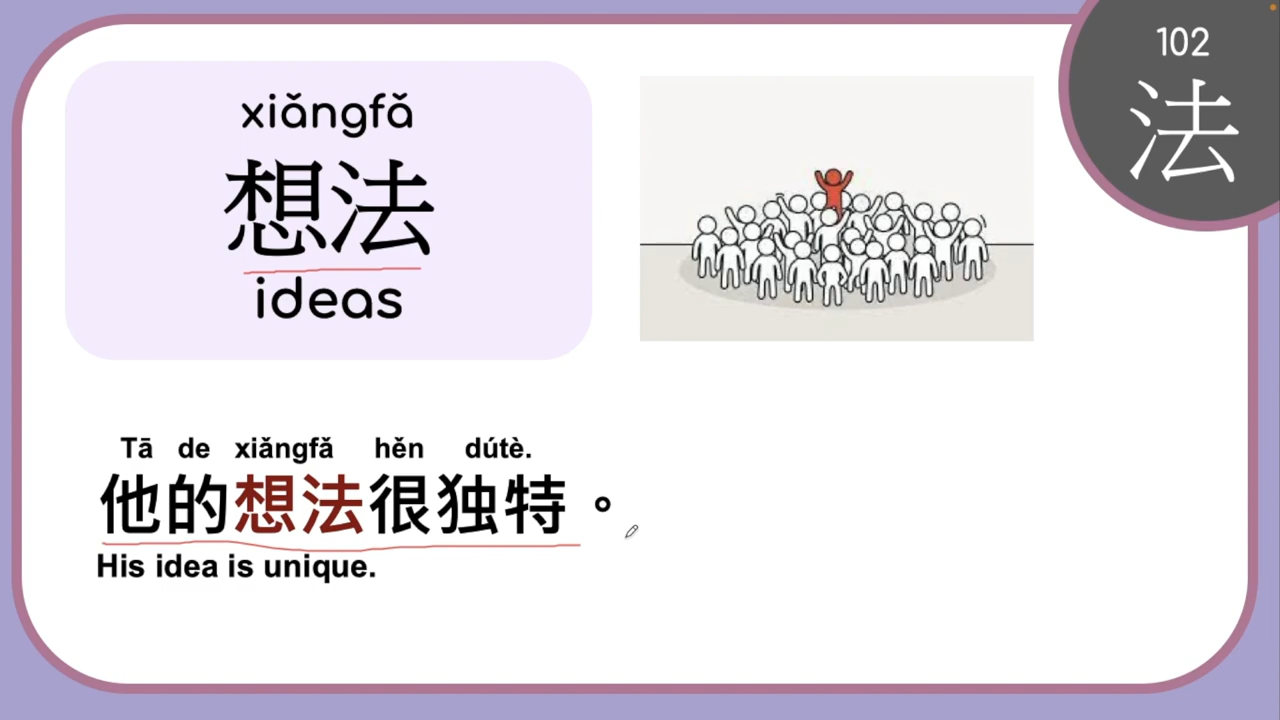 102
法
xiǎngfǎ
想法
ideas
Tā de xiǎngfǎ hěn dútè.
他的想法很独特。
His idea is unique.